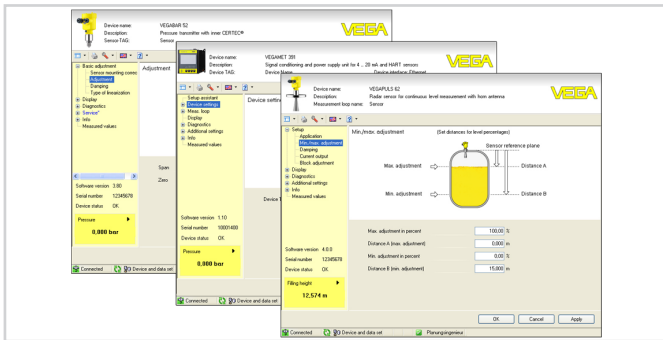 Device name: VEGABAR 52
Description: Pressure transmitter with inner CERTEC®
Sensor TAG: Sensor
VEGA
Basic adjustment
Sensor mounting correc
Adjustment
Damping
Type of linearization
Display
Diagnostics
Service
Info
Measured values
Adjustment
Span
Zero
Software version 3.80
Serial number 12345678
Device status OK
Pressure
0,000 bar
Connected
Device and data set
Device name: VEGAMET 391
Description: Signal conditioning and power supply unit for 4 .. 20 mA and HART sensors
Device TAG: Device Name
Device interface: Ethernet
VEGA
Setup assistant
Device settings
Meas. loop
Display
Diagnostics
Additional settings
Info
Measured values
Device settin
Device T
Software version 1.10
Serial number 10001400
Device status OK
Pressure
0,000 bar
Connected
Device and data set
Device name: VEGAPULS 62
Description: Radar sensor for continuous level measurement with horn antenna
Measurement loop name: Sensor
VEGA
Setup
Application
Min./max. adjustment
Damping
Current output
Block adjustment
Display
Diagnostics
Additional settings
Info
Measured values
Min./max. adjustment
(Set distances for level percentages)
Sensor reference plane
Max. adjustment
Distance A
Min. adjustment
Distance B
Max. adjustment in percent 100,00 %
Distance A (max. adjustment) 0,000 m
Min. adjustment in percent 0,00 %
Distance B (min. adjustment) 15,000 m
Software version 4.0.0
Serial number 12345678
Device status OK
Filling height
12,574 m
OK Cancel Apply
Connected
Device and data set
Planungsingenieur